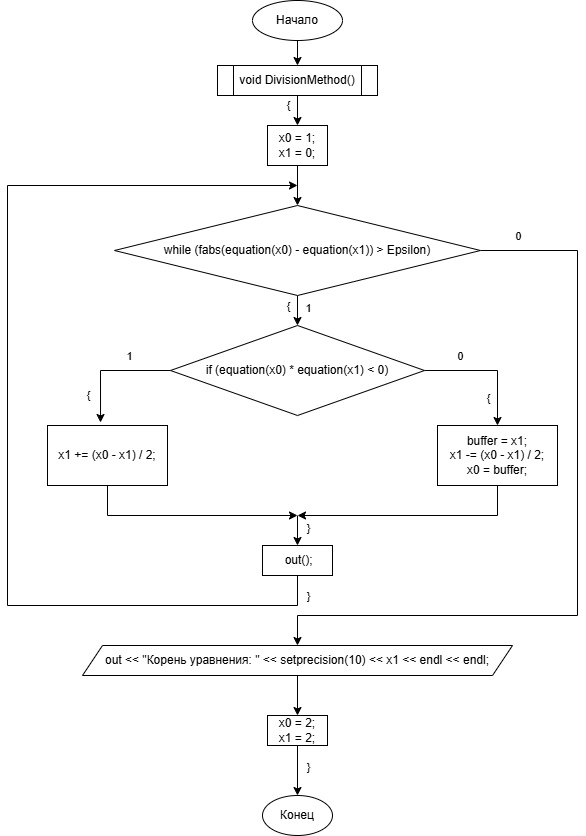 Начало
void DivisionMethod()
{
x0 = 1;
x1 = 0;
while (fabs(equation(x0) - equation(x1)) > Epsilon)
0
{
1
if (equation(x0) * equation(x1) < 0)
1
0
{
{
x1 += (x0 - x1) / 2;
buffer = x1;
x1 -= (x0 - x1) / 2;
x0 = buffer;
}
out();
}
out << "Корень уравнения: " << setprecision(10) << x1 << endl << endl;
x0 = 2;
x1 = 2;
}
Конец